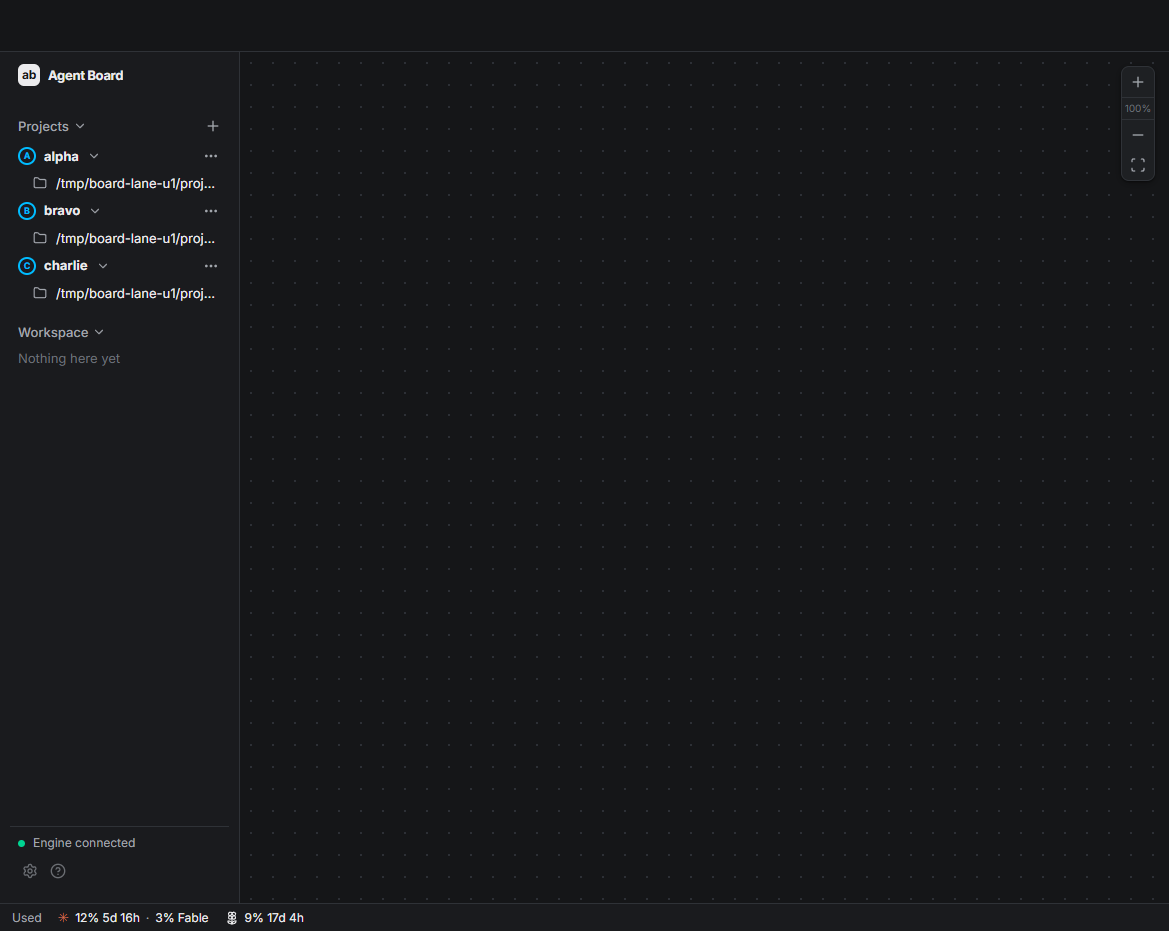 ab Agent Board
Projects
100%
A alpha
/tmp/board-lane-u1/proj...
B bravo
/tmp/board-lane-u1/proj...
C charlie
/tmp/board-lane-u1/proj...
Workspace
Nothing here yet
Engine connected
Used 12% 5d 16h · 3% Fable 9% 17d 4h